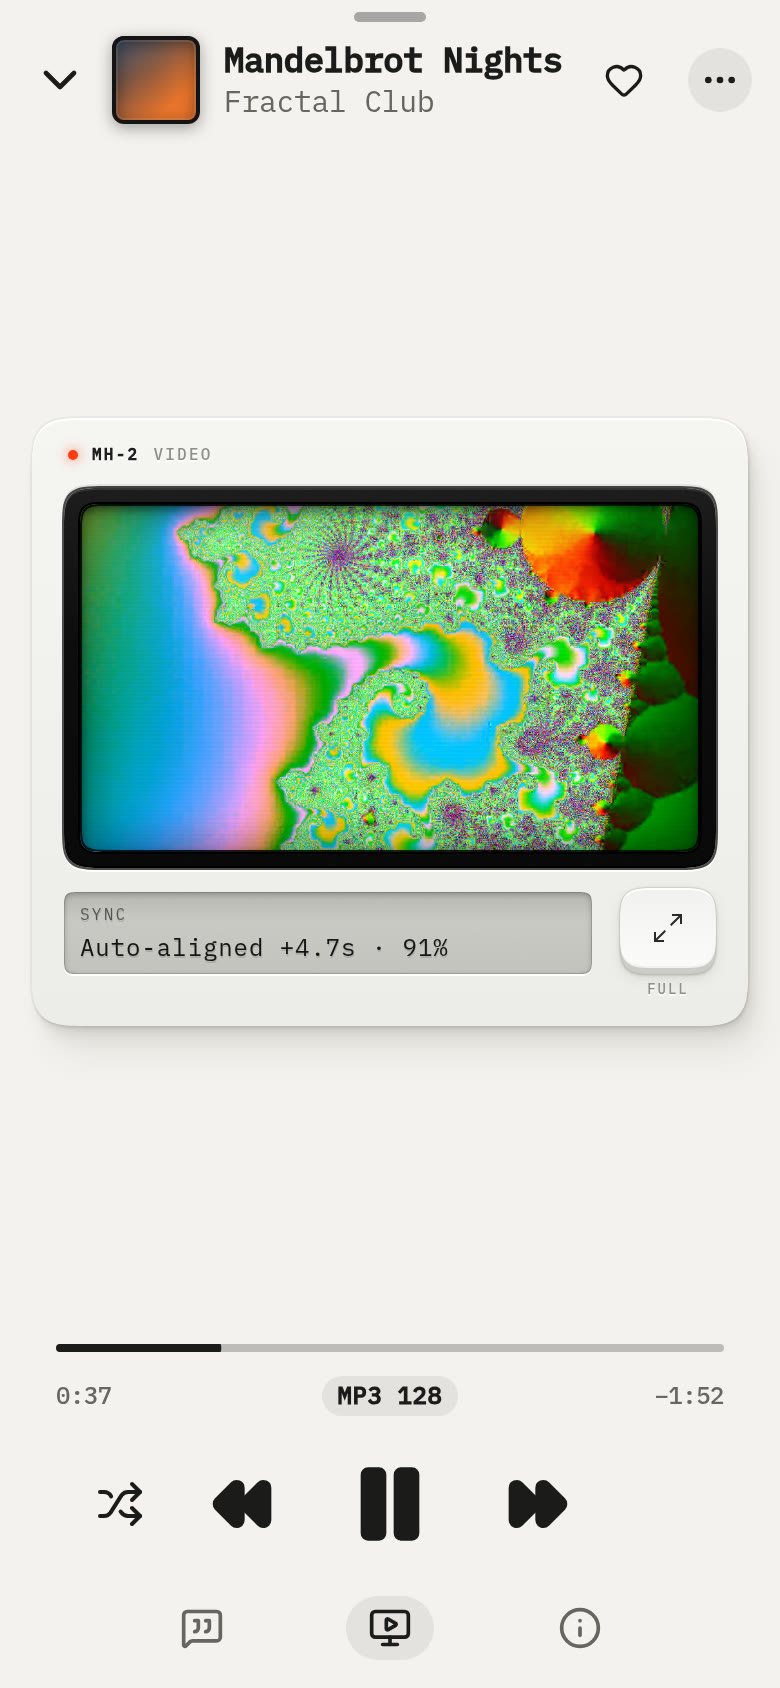 Mandelbrot Nights
Fractal Club
MH-2 VIDEO
SYNC
Auto-aligned +4.7s · 91%
FULL
0:37 MP3 128 −1:52